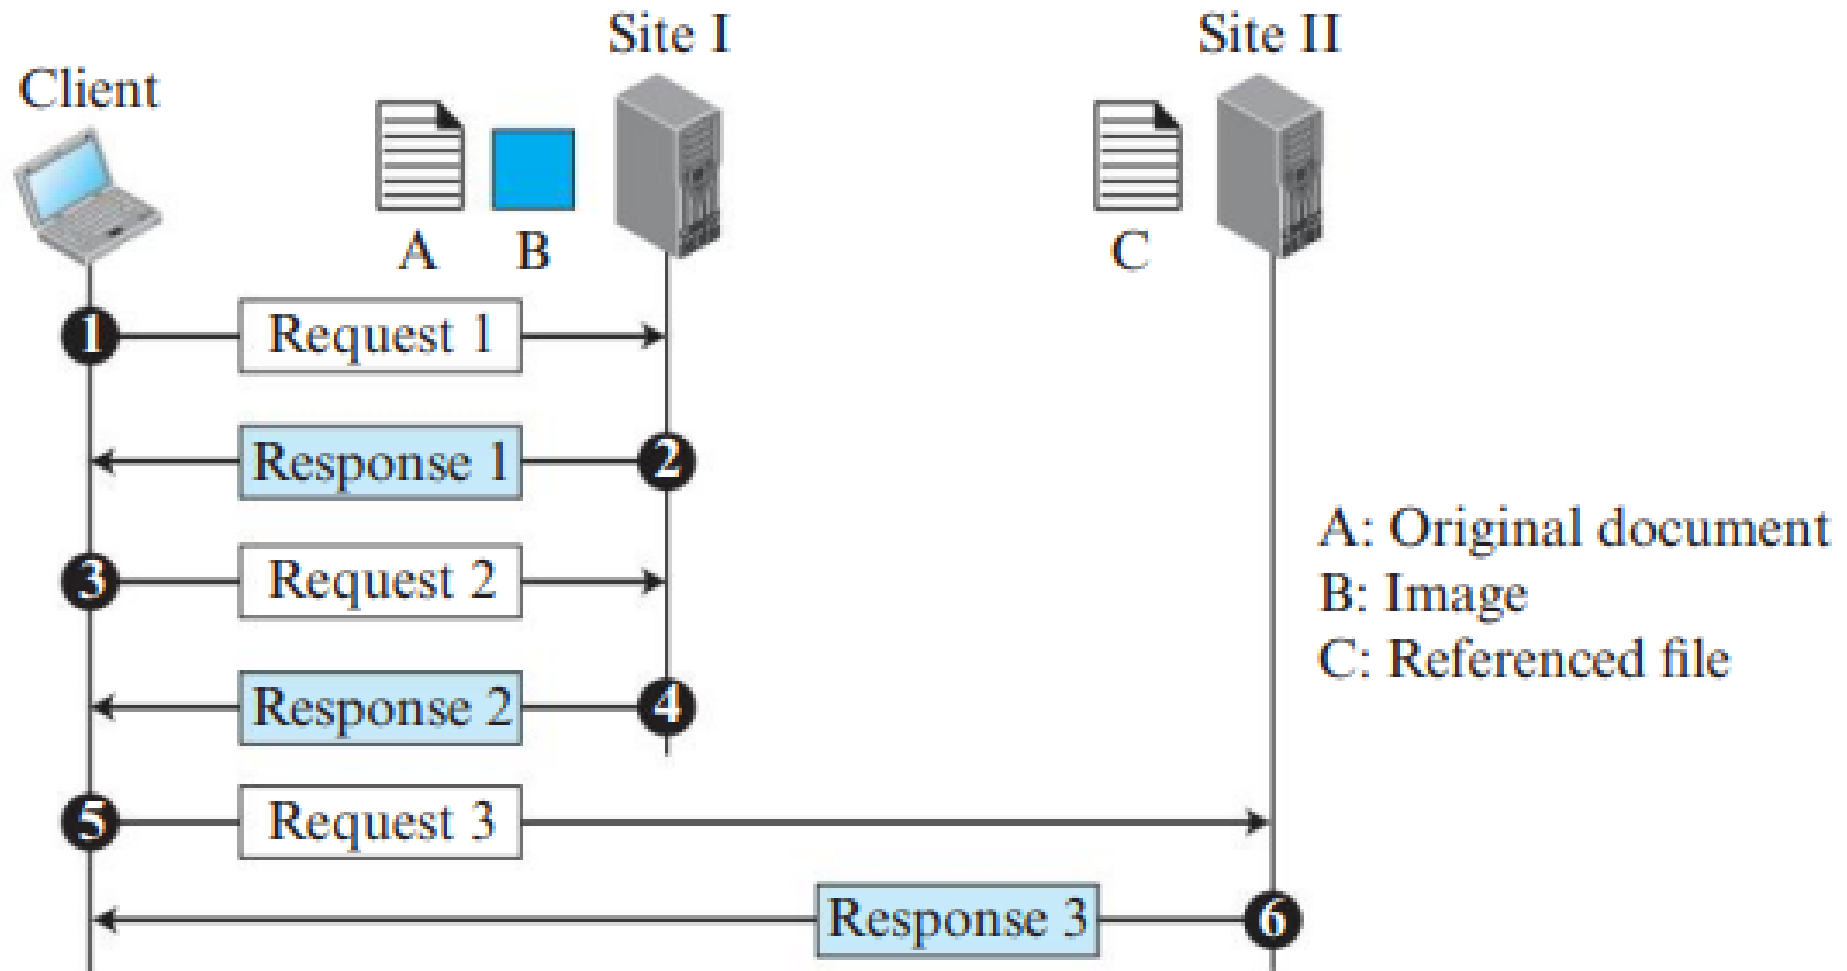 Site I
Site II
Client
A
B
C
1
Request 1
Response 1
2
3
Request 2
Response 2
4
5
Request 3
Response 3
6
A: Original document
B: Image
C: Referenced file